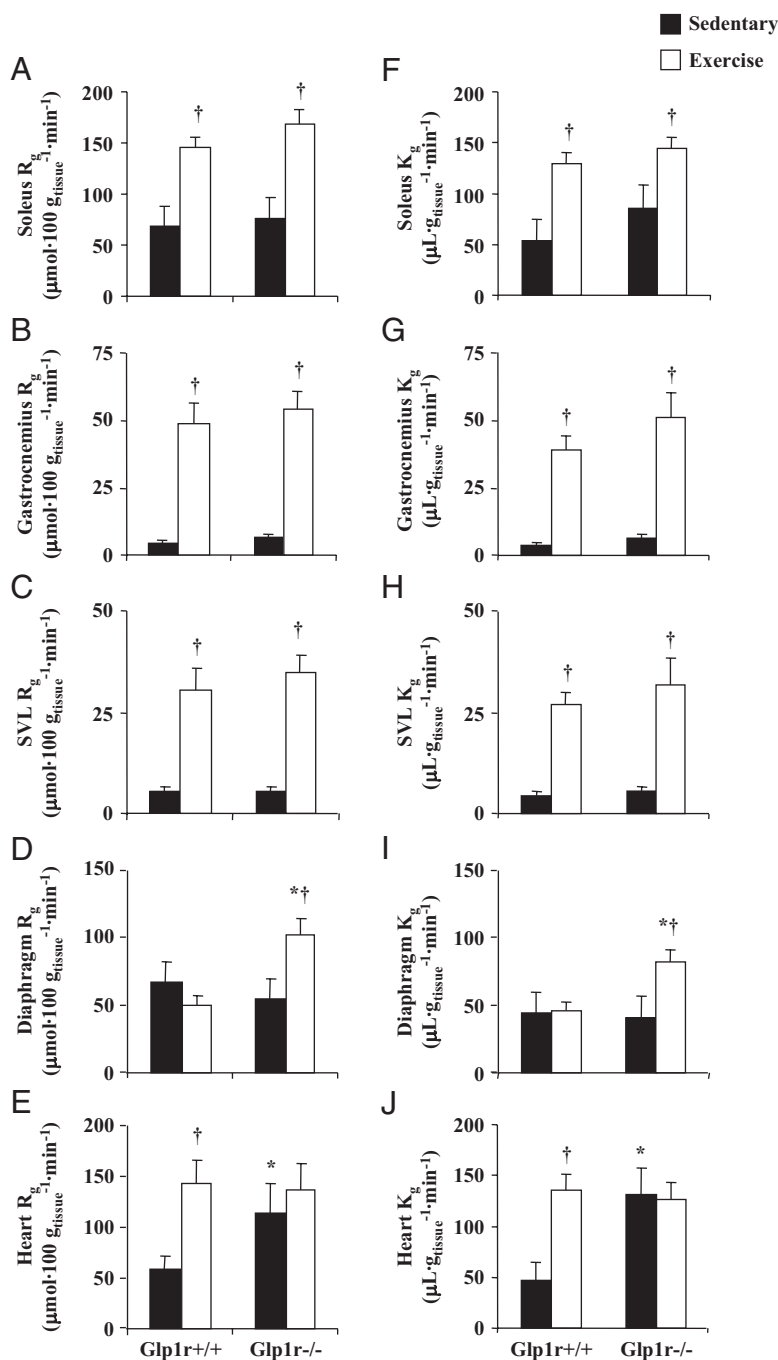 Sedentary
Exercise
A
Soleus Rg
(μmol·100 gtissue-1·min-1)
200
150
100
50
0
†
†
F
Soleus Kg
(μL·gtissue-1·min-1)
200
150
100
50
0
†
†
B
Gastrocnemius Rg
(μmol·100 gtissue-1·min-1)
75
50
25
0
†
†
G
Gastrocnemius Kg
(μL·gtissue-1·min-1)
75
50
25
0
†
†
C
SVL Rg
(μmol·100 gtissue-1·min-1)
50
25
0
†
†
H
SVL Kg
(μL·gtissue-1·min-1)
50
25
0
†
†
D
Diaphragm Rg
(μmol·100 gtissue-1·min-1)
150
100
50
0
*†
I
Diaphragm Kg
(μL·gtissue-1·min-1)
150
100
50
0
*†
E
Heart Rg
(μmol·100 gtissue-1·min-1)
200
150
100
50
0
†
*
Glp1r+/+ Glp1r-/-
J
Heart Kg
(μL·gtissue-1·min-1)
200
150
100
50
0
†
*
Glp1r+/+ Glp1r-/-